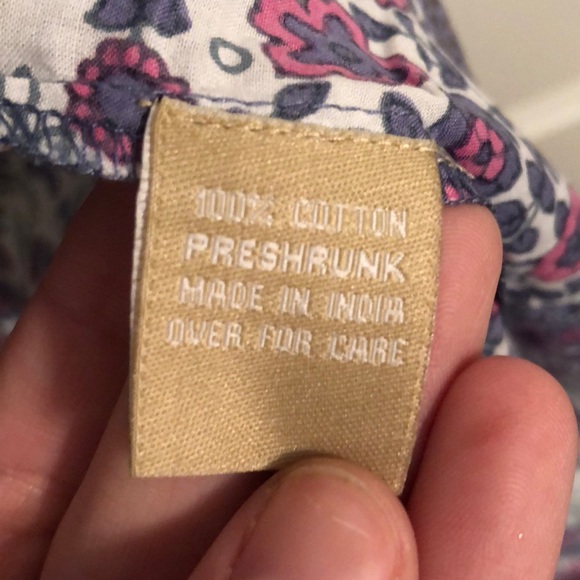 100% COTTON
PRESHRUNK
MADE IN INDIA
OVER FOR CARE